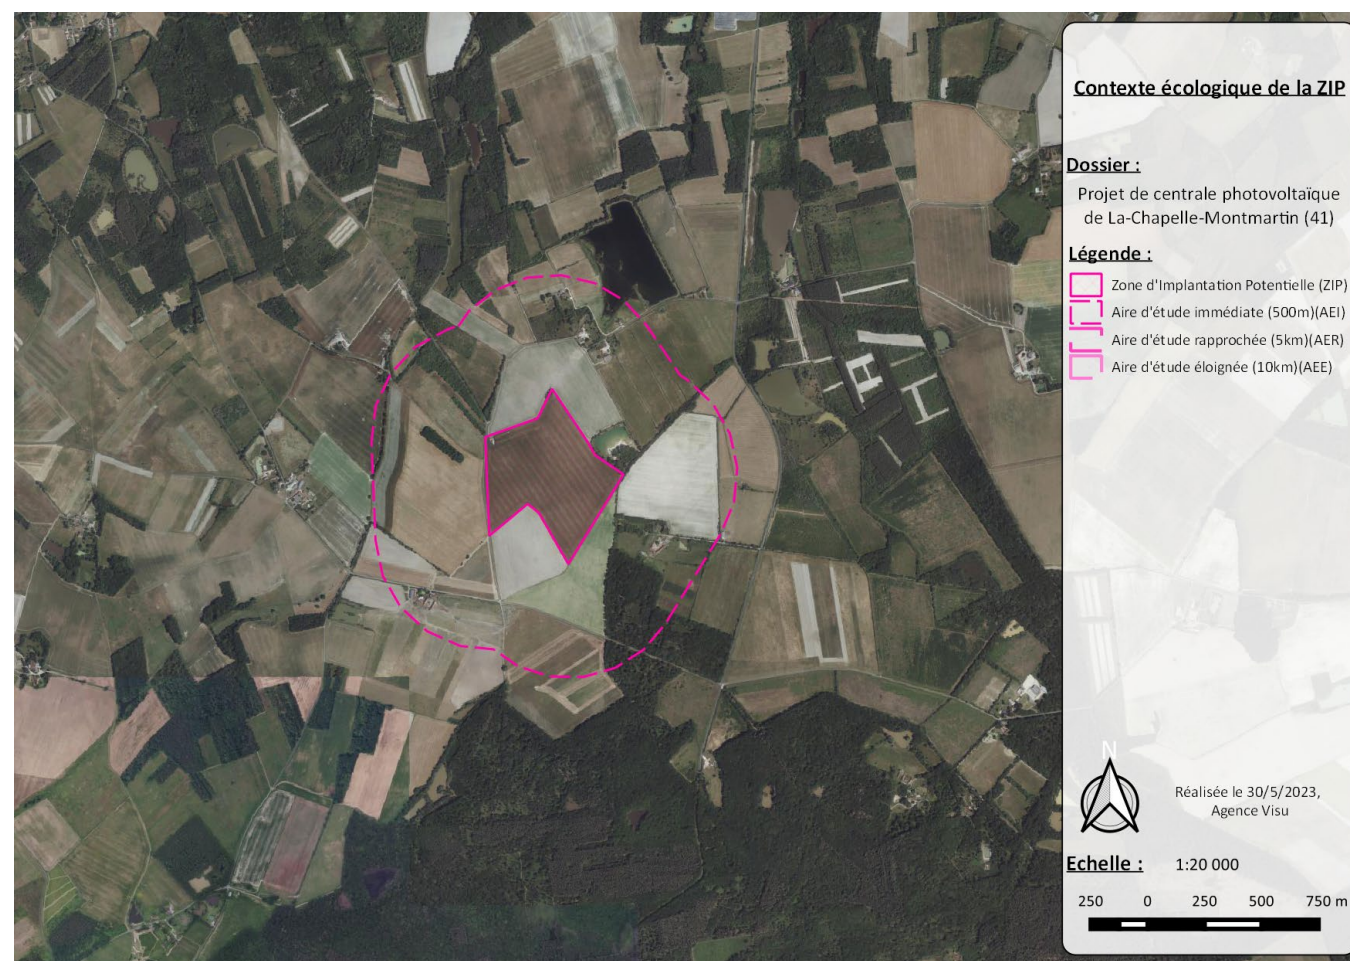 Contexte écologique de la ZIP
Dossier :
Projet de centrale photovoltaïque
de La-Chapelle-Montmartin (41)
Légende :
Zone d'Implantation Potentielle (ZIP)
Aire d'étude immédiate (500m)(AEI)
Aire d'étude rapprochée (5km)(AER)
Aire d'étude éloignée (10km)(AEE)
N
Réalisée le 30/5/2023,
Agence Visu
Echelle : 1:20 000
250 0 250 500 750 m